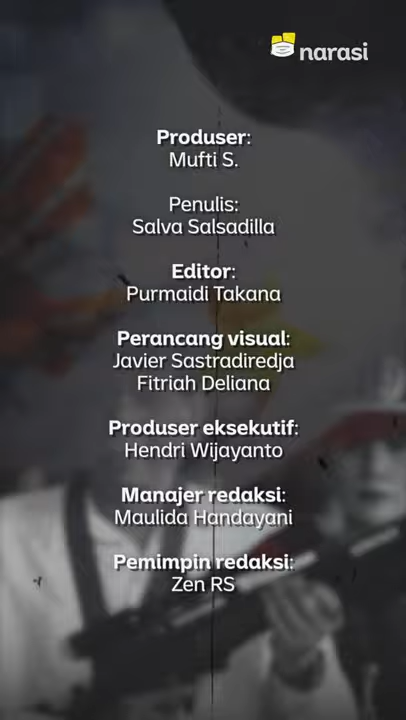 narasi
Produser:
Mufti S.
Penulis:
Salva Salsadilla
Editor:
Purmaidi Takana
Perancang visual:
Javier Sastradiredja
Fitriah Deliana
Produser eksekutif:
Hendri Wijayanto
Manajer redaksi:
Maulida Handayani
Pemimpin redaksi:
Zen RS